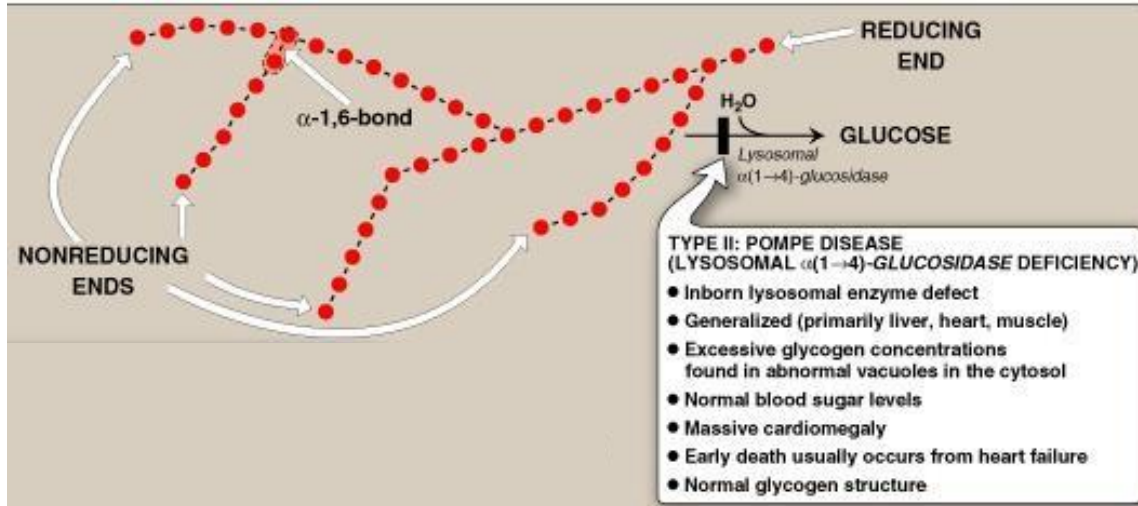 REDUCING
END
α-1,6-bond
H₂O
GLUCOSE
Lysosomal
α(1→4)-glucosidase
NONREDUCING
ENDS
TYPE II: POMPE DISEASE
(LYSOSOMAL α(1→4)-GLUCOSIDASE DEFICIENCY)
● Inborn lysosomal enzyme defect
● Generalized (primarily liver, heart, muscle)
● Excessive glycogen concentrations
found in abnormal vacuoles in the cytosol
● Normal blood sugar levels
● Massive cardiomegaly
● Early death usually occurs from heart failure
● Normal glycogen structure